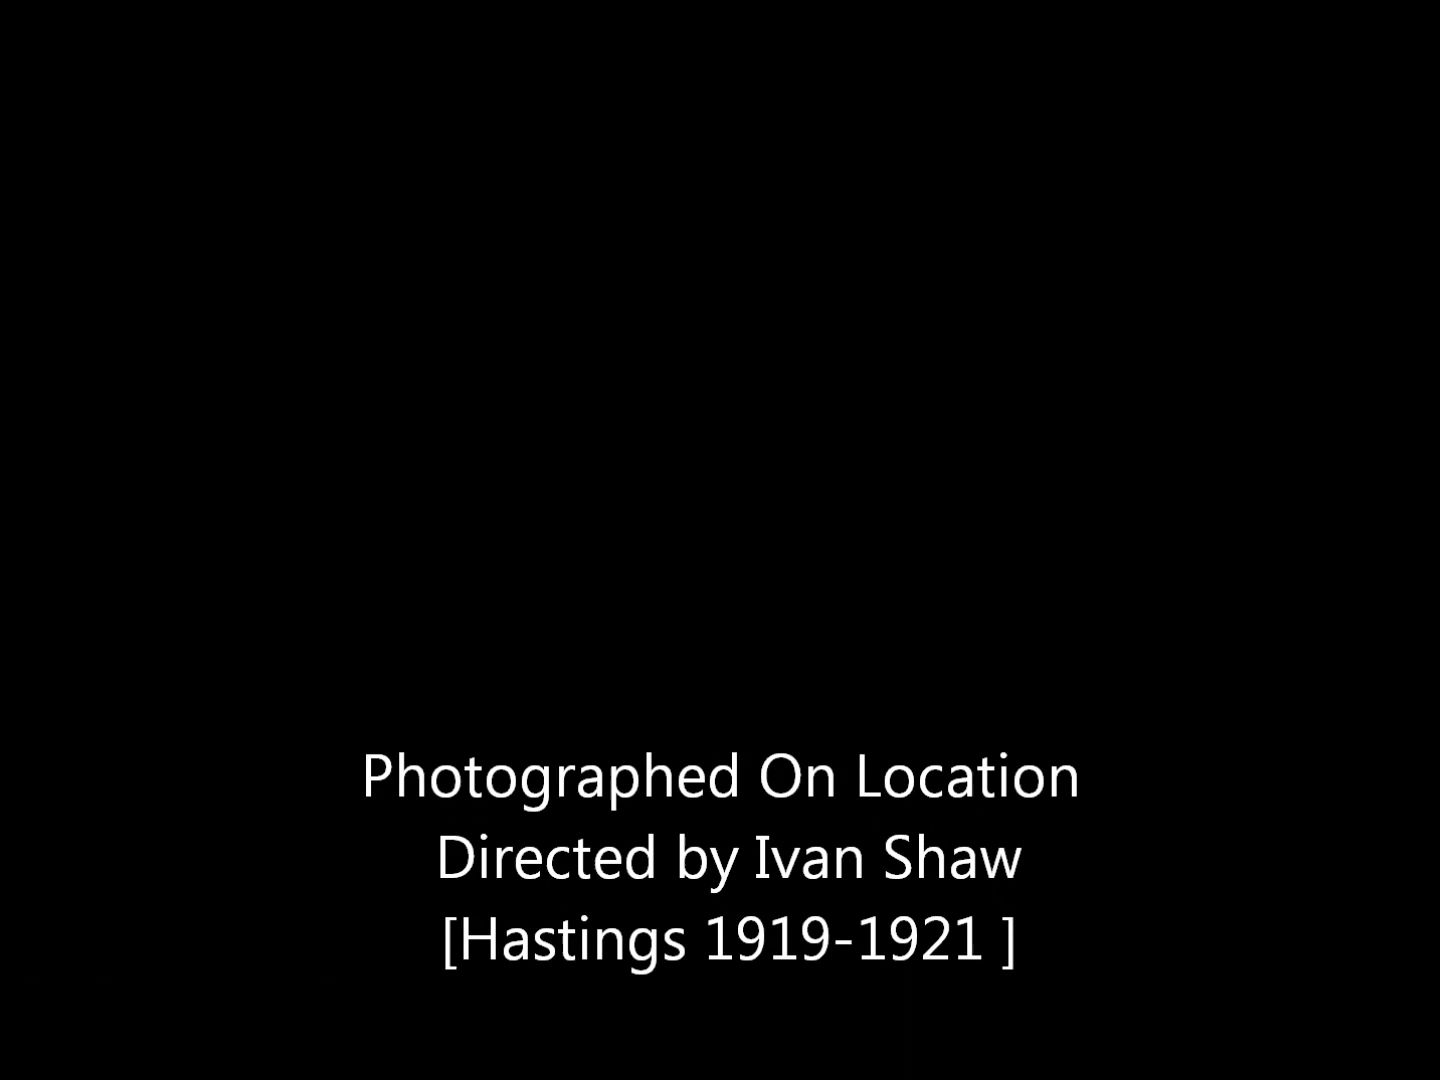 Photographed On Location
Directed by Ivan Shaw
[Hastings 1919-1921 ]